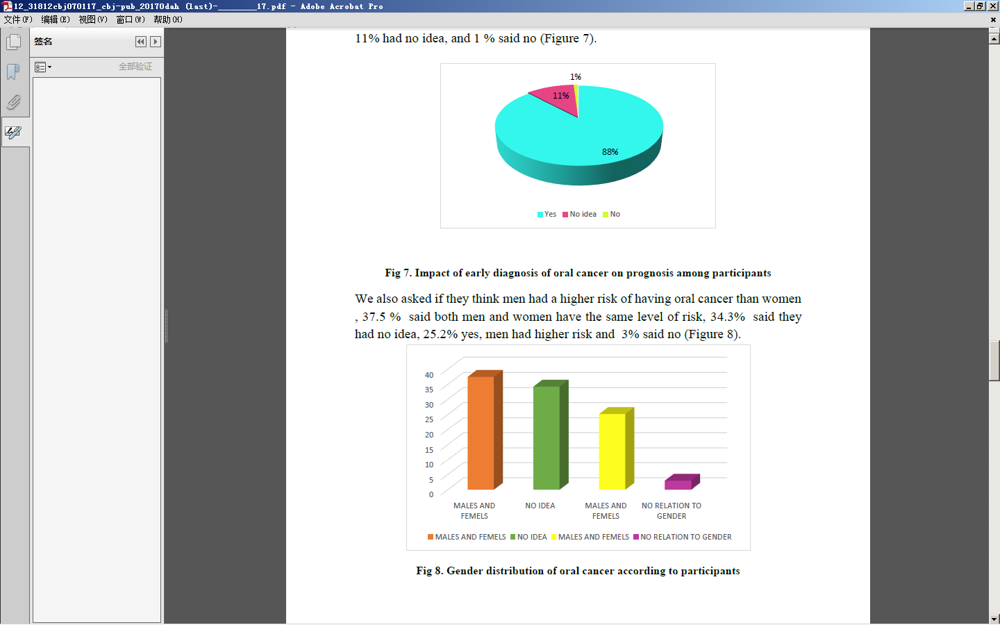 12_31812cbj070117_cbj-pub_20170dah (last)-________17.pdf - Adobe Acrobat Pro
文件(F) 编辑(E) 视图(V) 窗口(W) 帮助(H)
签名
全部验证
11% had no idea, and 1 % said no (Figure 7).
1%
11%
88%
Yes No idea No
Fig 7. Impact of early diagnosis of oral cancer on prognosis among participants
We also asked if they think men had a higher risk of having oral cancer than women
, 37.5 % said both men and women have the same level of risk, 34.3% said they
had no idea, 25.2% yes, men had higher risk and 3% said no (Figure 8).
40
35
30
25
20
15
10
5
0
MALES AND FEMELS
NO IDEA
MALES AND FEMELS
NO RELATION TO GENDER
MALES AND FEMELS NO IDEA MALES AND FEMELS NO RELATION TO GENDER
Fig 8. Gender distribution of oral cancer according to participants